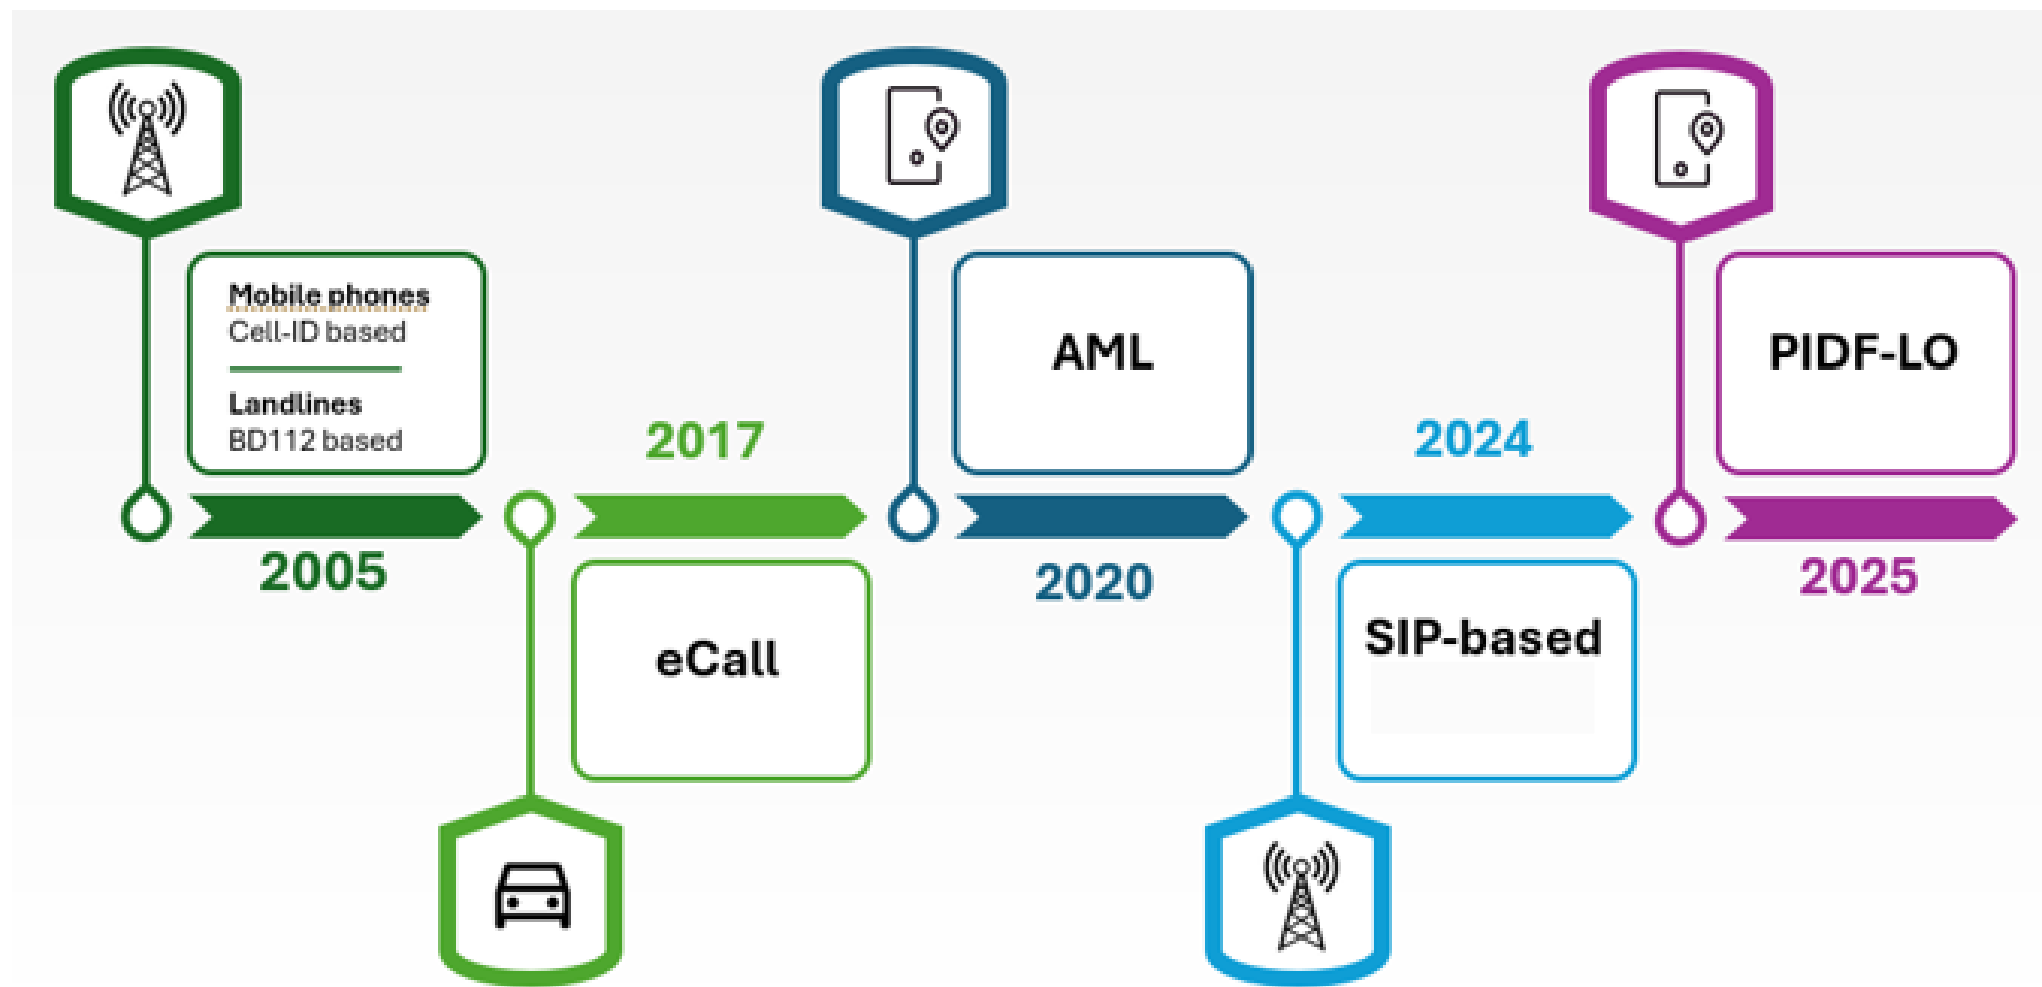 Mobile phones
Cell-ID based
Landlines
BD112 based
2005
2017
eCall
AML
2020
2024
SIP-based
PIDF-LO
2025